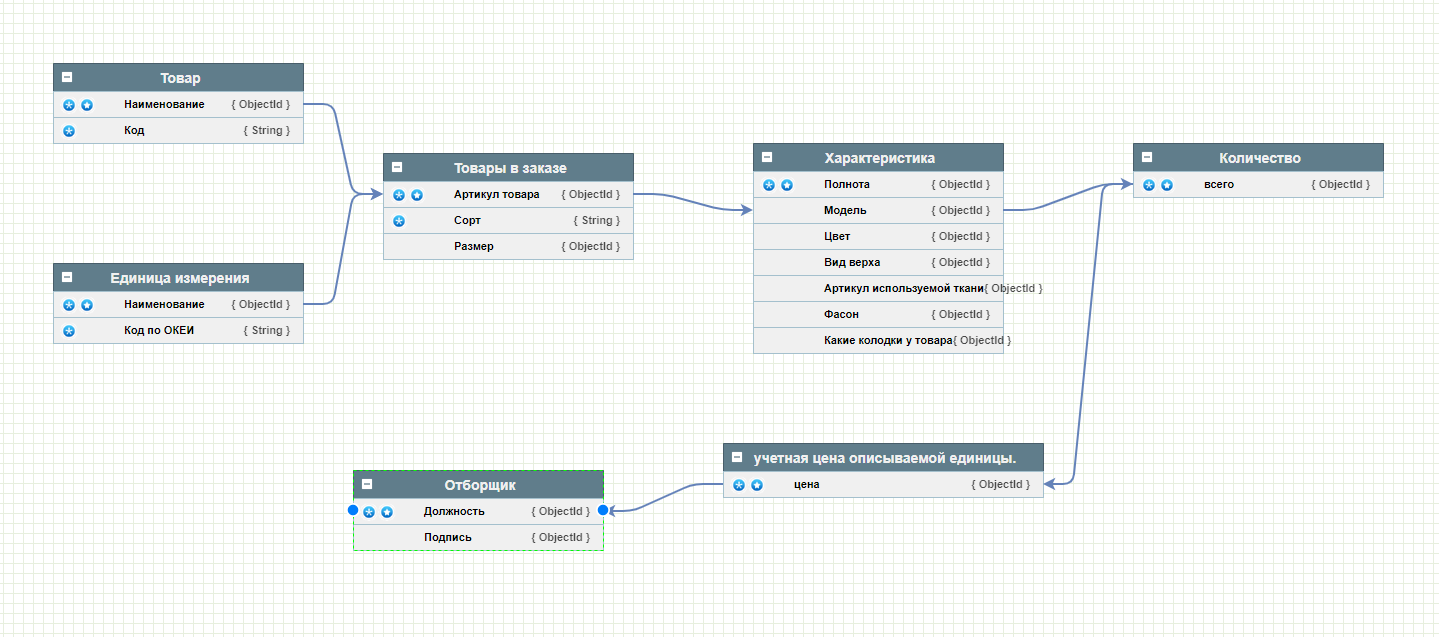 Товар
Наименование { ObjectId }
Код { String }
Единица измерения
Наименование { ObjectId }
Код по ОКЕИ { String }
Товары в заказе
Артикул товара { ObjectId }
Сорт { String }
Размер { ObjectId }
Характеристика
Полнота { ObjectId }
Модель { ObjectId }
Цвет { ObjectId }
Вид верха { ObjectId }
Артикул используемой ткани{ ObjectId }
Фасон { ObjectId }
Какие колодки у товара{ ObjectId }
Количество
всего { ObjectId }
учетная цена описываемой единицы.
цена { ObjectId }
Отборщик
Должность { ObjectId }
Подпись { ObjectId }